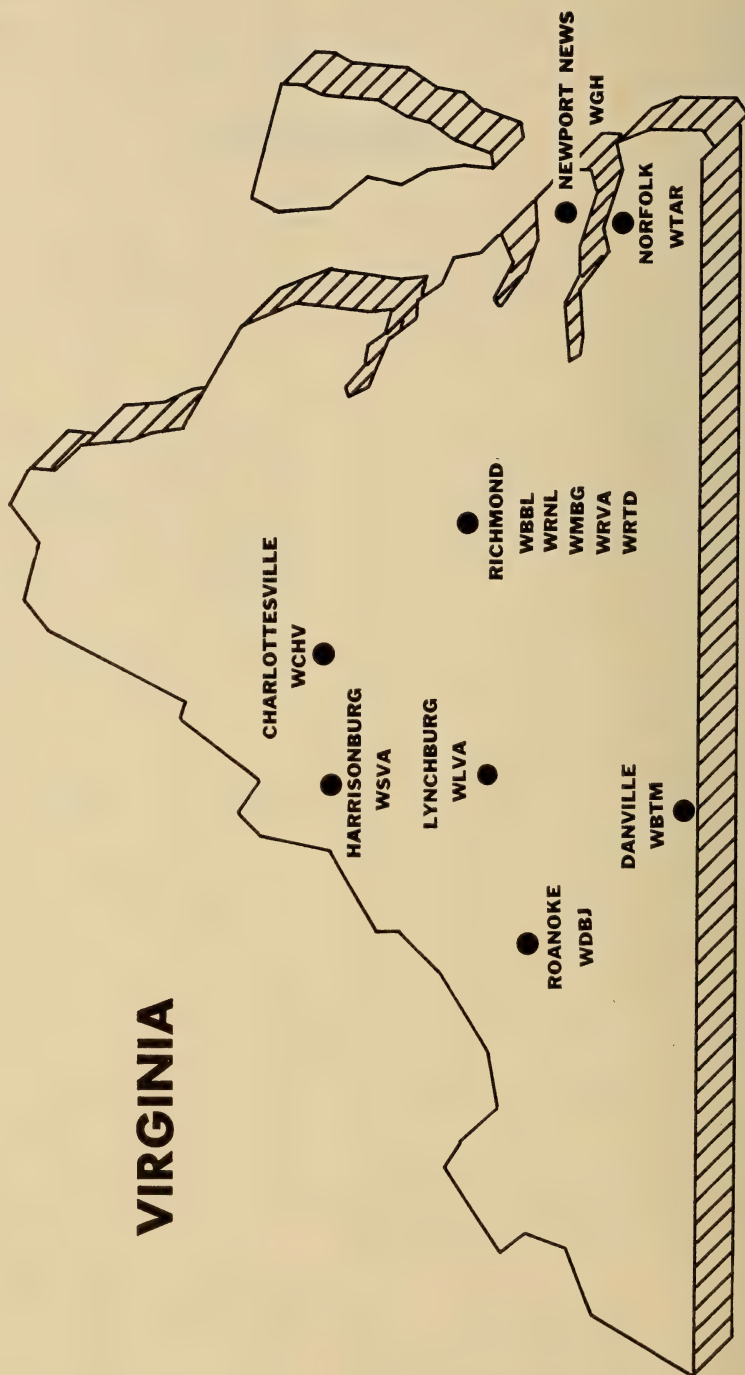 VIRGINIA
CHARLOTTESVILLE
WCHV
HARRISONBURG
WSVA
LYNCHBURG
WLVA
ROANOKE
WDBJ
DANVILLE
WBTM
RICHMOND
WBBL
WRNL
WMBG
WRVA
WRTD
NEWPORT NEWS
WGH
NORFOLK
WTAR